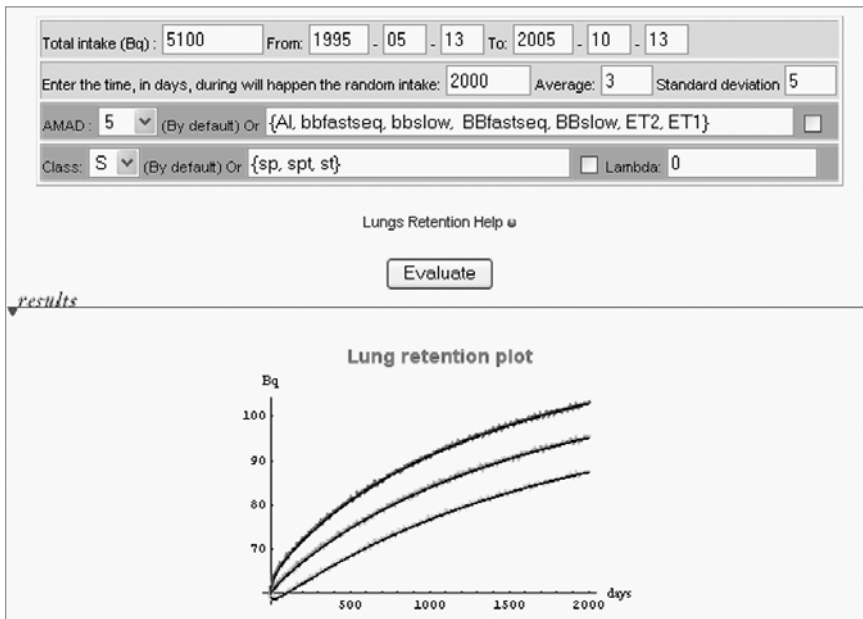 Total intake (Bq) : 5100 From: 1995 - 05 - 13 To: 2005 - 10 - 13
Enter the time, in days, during will happen the random intake: 2000 Average: 3 Standard deviation 5
AMAD : 5 (By default) Or {AI, bbfastseq, bbslow, BBfastseq, BBslow, ET2, ET1}
Class: S (By default) Or {sp, spt, st} Lambda: 0
Lungs Retention Help
Evaluate
results
Lung retention plot
Bq
100
90
80
70
500 1000 1500 2000 days